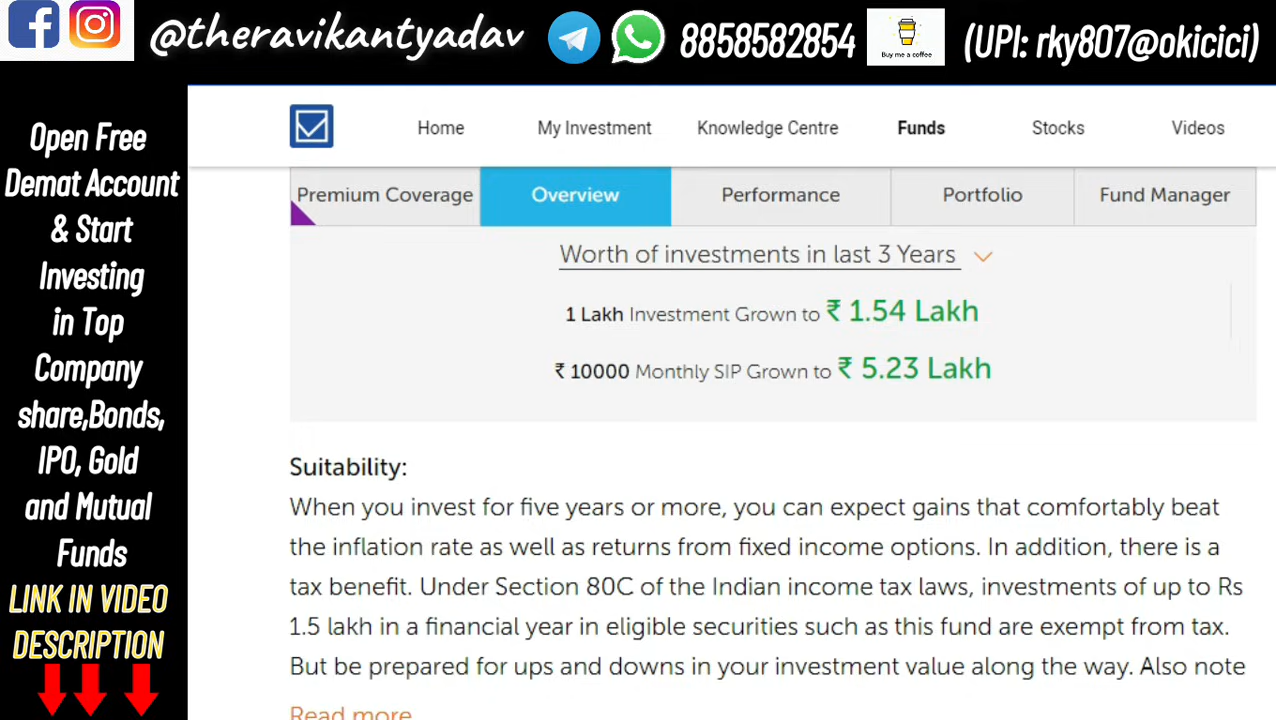 @theravikantyadav 8858582854 Buy me a coffee (UPI: rky807@okicici)
Open Free
Demat Account
& Start
Investing
in Top
Company
share,Bonds,
IPO, Gold
and Mutual
Funds
LINK IN VIDEO
DESCRIPTION
Home My Investment Knowledge Centre Funds Stocks Videos
Premium Coverage Overview Performance Portfolio Fund Manager
Worth of investments in last 3 Years
1 Lakh Investment Grown to ₹ 1.54 Lakh
₹ 10000 Monthly SIP Grown to ₹ 5.23 Lakh
Suitability:
When you invest for five years or more, you can expect gains that comfortably beat
the inflation rate as well as returns from fixed income options. In addition, there is a
tax benefit. Under Section 80C of the Indian income tax laws, investments of up to Rs
1.5 lakh in a financial year in eligible securities such as this fund are exempt from tax.
But be prepared for ups and downs in your investment value along the way. Also note
Read more